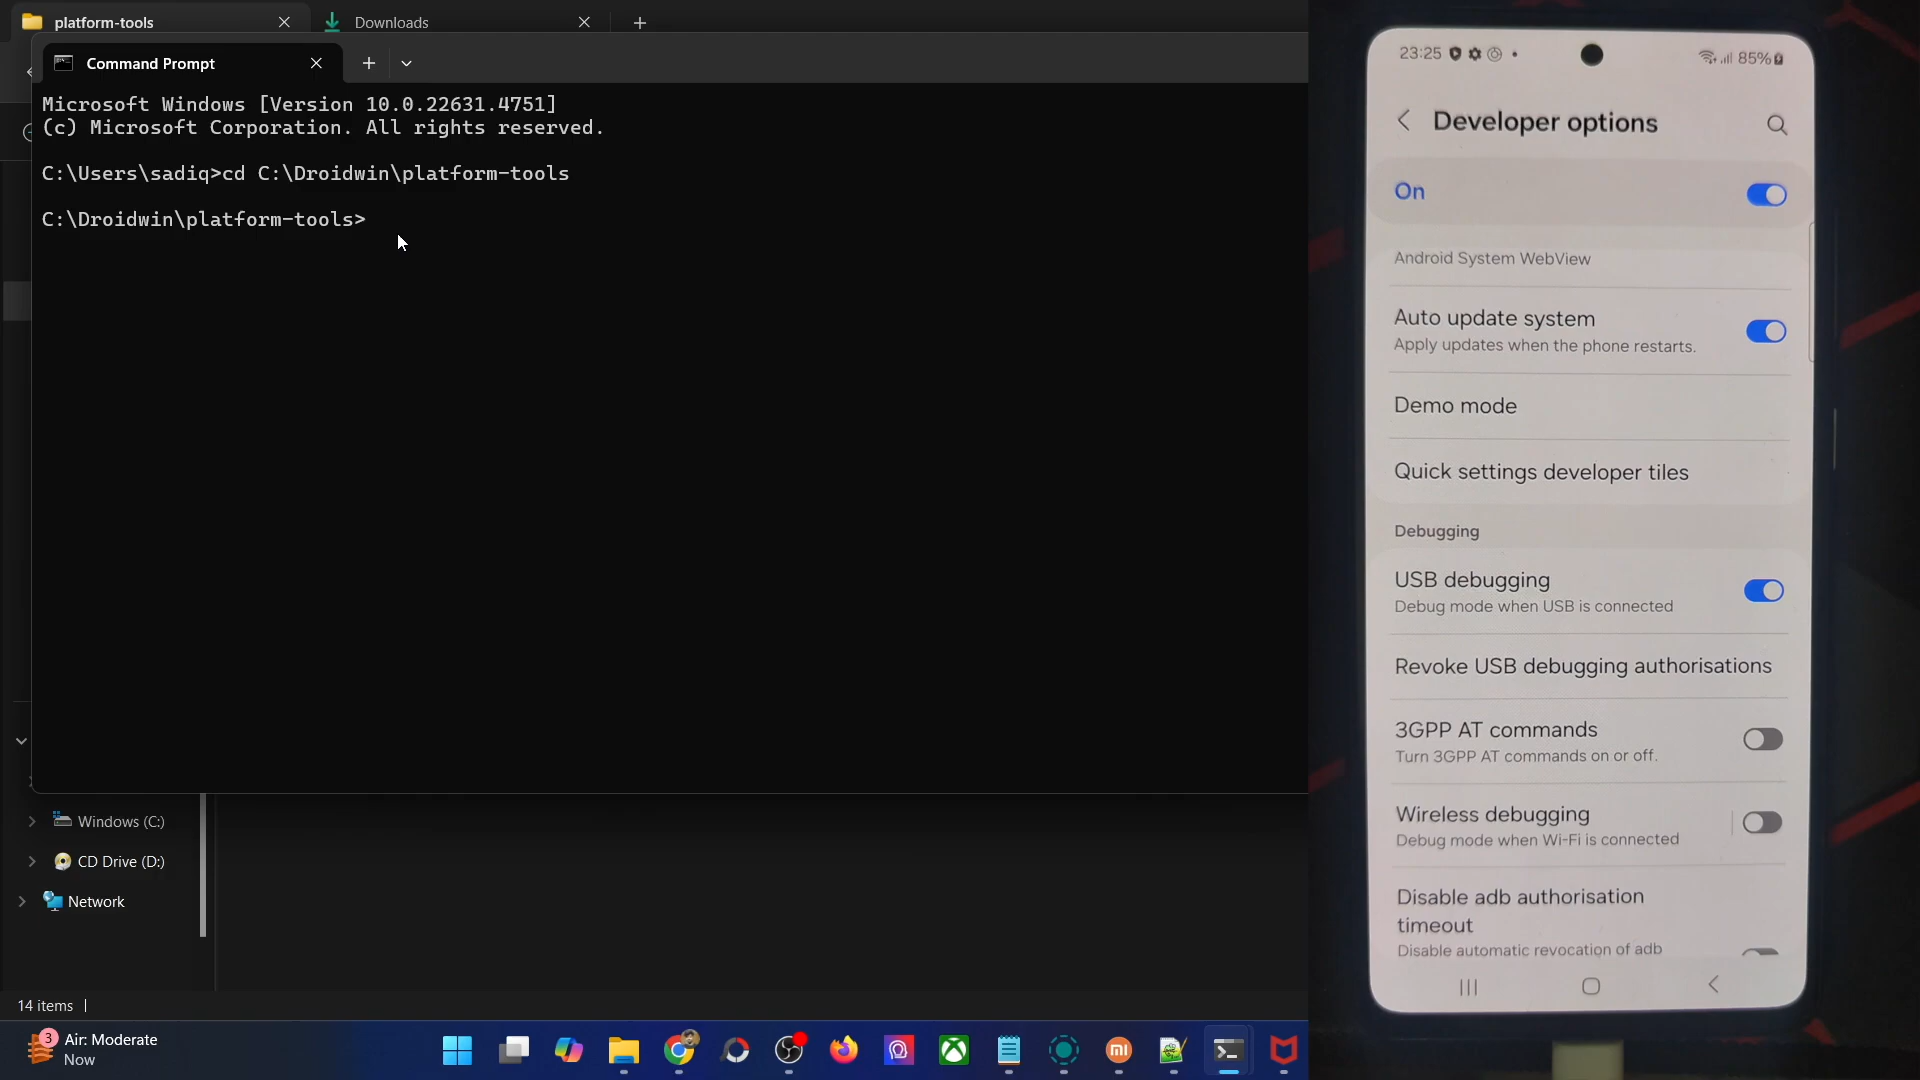 platform-tools
Downloads
Command Prompt
Microsoft Windows [Version 10.0.22631.4751]
(c) Microsoft Corporation. All rights reserved.
C:\Users\sadiq>cd C:\Droidwin\platform-tools
C:\Droidwin\platform-tools>
Windows (C:)
CD Drive (D:)
Network
14 items
3
Air: Moderate
Now
mi
23:25
85%
Developer options
On
Android System WebView
Auto update system
Apply updates when the phone restarts.
Demo mode
Quick settings developer tiles
Debugging
USB debugging
Debug mode when USB is connected
Revoke USB debugging authorisations
3GPP AT commands
Turn 3GPP AT commands on or off.
Wireless debugging
Debug mode when Wi-Fi is connected
Disable adb authorisation
timeout
Disable automatic revocation of adb